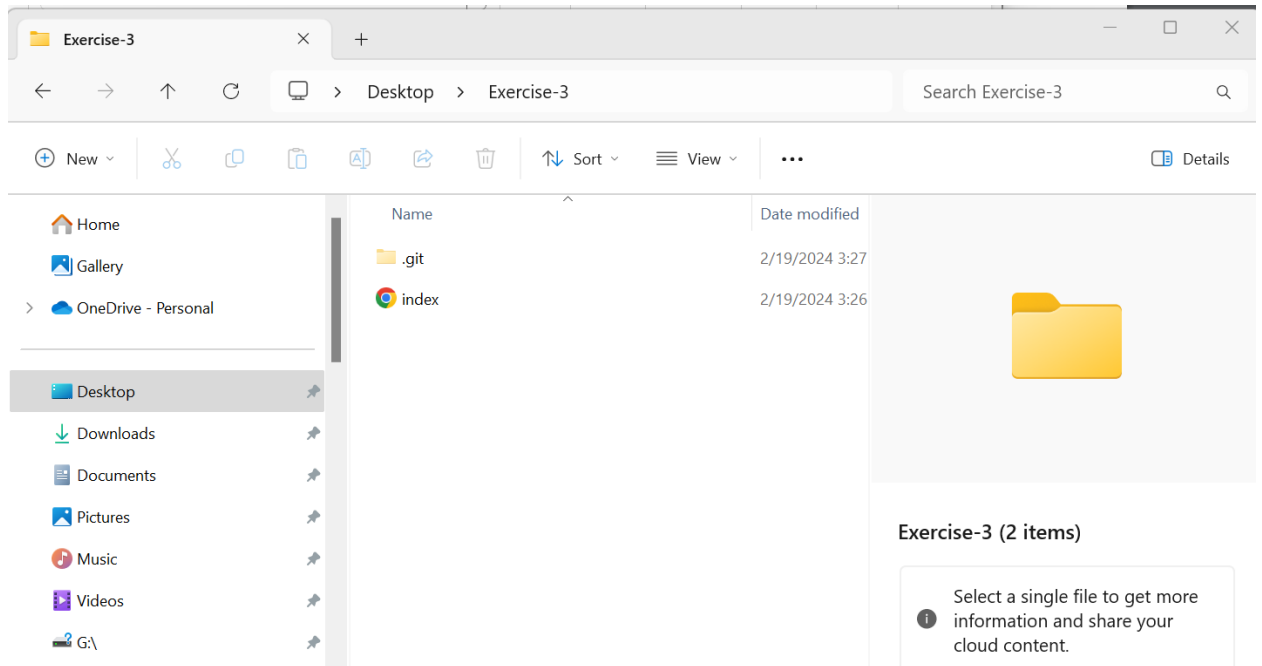 Exercise-3
Desktop > Exercise-3
Search Exercise-3
New
Sort
View
Details
Home
Gallery
OneDrive - Personal
Desktop
Downloads
Documents
Pictures
Music
Videos
G:\
Name Date modified
.git 2/19/2024 3:27
index 2/19/2024 3:26
Exercise-3 (2 items)
Select a single file to get more
information and share your
cloud content.